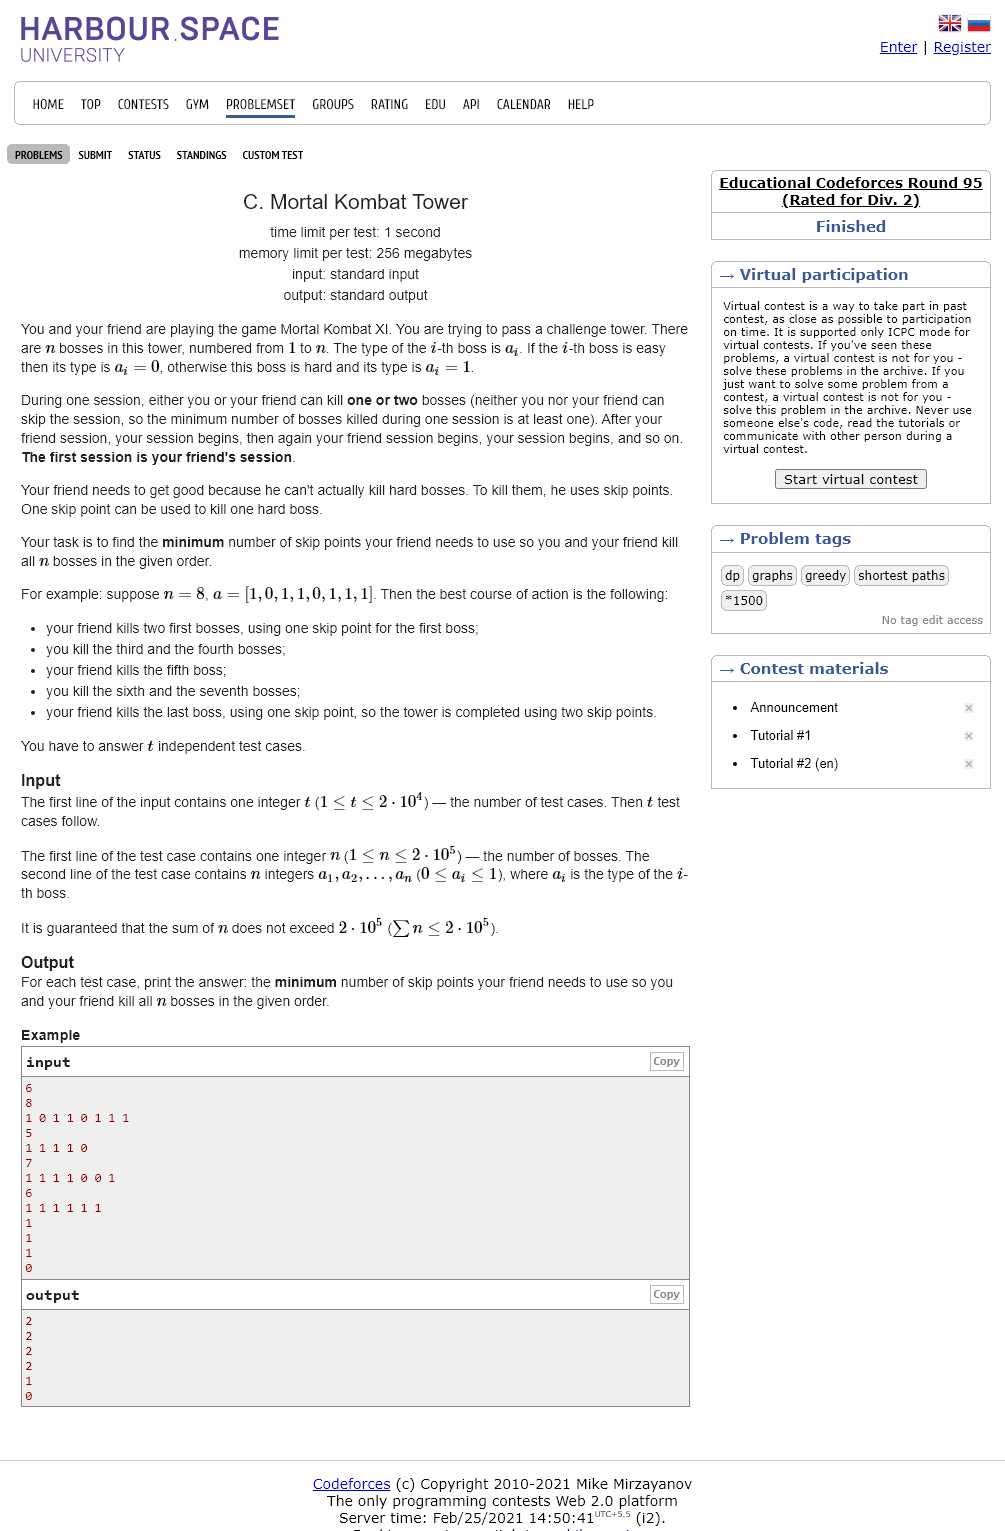 HARBOUR.SPACE
UNIVERSITY
Enter | Register
HOME TOP CONTESTS GYM PROBLEMSET GROUPS RATING EDU API CALENDAR HELP
PROBLEMS SUBMIT STATUS STANDINGS CUSTOM TEST
C. Mortal Kombat Tower
time limit per test: 1 second
memory limit per test: 256 megabytes
input: standard input
output: standard output
You and your friend are playing the game Mortal Kombat XI. You are trying to pass a challenge tower. There
are n bosses in this tower, numbered from 1 to n. The type of the i-th boss is a_i. If the i-th boss is easy
then its type is a_i = 0, otherwise this boss is hard and its type is a_i = 1.
During one session, either you or your friend can kill one or two bosses (neither you nor your friend can
skip the session, so the minimum number of bosses killed during one session is at least one). After your
friend session, your session begins, then again your friend session begins, your session begins, and so on.
The first session is your friend's session.
Your friend needs to get good because he can't actually kill hard bosses. To kill them, he uses skip points.
One skip point can be used to kill one hard boss.
Your task is to find the minimum number of skip points your friend needs to use so you and your friend kill
all n bosses in the given order.
For example: suppose n = 8, a = [1, 0, 1, 1, 0, 1, 1, 1]. Then the best course of action is the following:
• your friend kills two first bosses, using one skip point for the first boss;
• you kill the third and the fourth bosses;
• your friend kills the fifth boss;
• you kill the sixth and the seventh bosses;
• your friend kills the last boss, using one skip point, so the tower is completed using two skip points.
You have to answer t independent test cases.
Input
The first line of the input contains one integer t (1 ≤ t ≤ 2 · 10^4) — the number of test cases. Then t test
cases follow.
The first line of the test case contains one integer n (1 ≤ n ≤ 2 · 10^5) — the number of bosses. The
second line of the test case contains n integers a_1, a_2, …, a_n (0 ≤ a_i ≤ 1), where a_i is the type of the i-
th boss.
It is guaranteed that the sum of n does not exceed 2 · 10^5 (∑ n ≤ 2 · 10^5).
Output
For each test case, print the answer: the minimum number of skip points your friend needs to use so you
and your friend kill all n bosses in the given order.
Example
input Copy
6
8
1 0 1 1 0 1 1 1
5
1 1 1 1 0
7
1 1 1 1 0 0 1
6
1 1 1 1 1 1
1
1
1
0
output Copy
2
2
2
2
1
0
Educational Codeforces Round 95
(Rated for Div. 2)
Finished
→ Virtual participation
Virtual contest is a way to take part in past
contest, as close as possible to participation
on time. It is supported only ICPC mode for
virtual contests. If you've seen these
problems, a virtual contest is not for you -
solve these problems in the archive. If you
just want to solve some problem from a
contest, a virtual contest is not for you -
solve this problem in the archive. Never use
someone else's code, read the tutorials or
communicate with other person during a
virtual contest.
Start virtual contest
→ Problem tags
dp graphs greedy shortest paths
*1500
No tag edit access
→ Contest materials
• Announcement
• Tutorial #1
• Tutorial #2 (en)
Codeforces (c) Copyright 2010-2021 Mike Mirzayanov
The only programming contests Web 2.0 platform
Server time: Feb/25/2021 14:50:41 UTC+5.5 (i2).